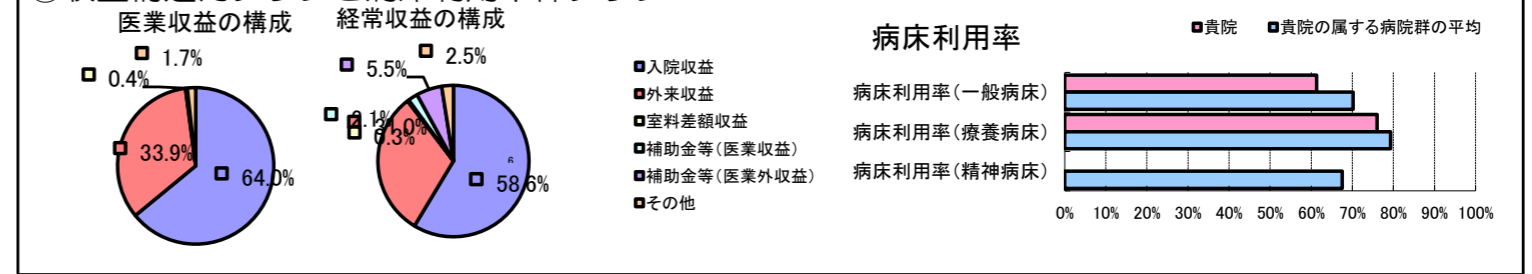 医業収益の構成
1.7%
0.4%
33.9%
64.0%
経常収益の構成
2.5%
5.5%
2.1%
31.0%
0.3%
58.6%
入院収益
外来収益
室料差額収益
補助金等(医業収益)
補助金等(医業外収益)
その他
病床利用率
貴院
貴院の属する病院群の平均
病床利用率(一般病床)
病床利用率(療養病床)
病床利用率(精神病床)
0% 10% 20% 30% 40% 50% 60% 70% 80% 90% 100%